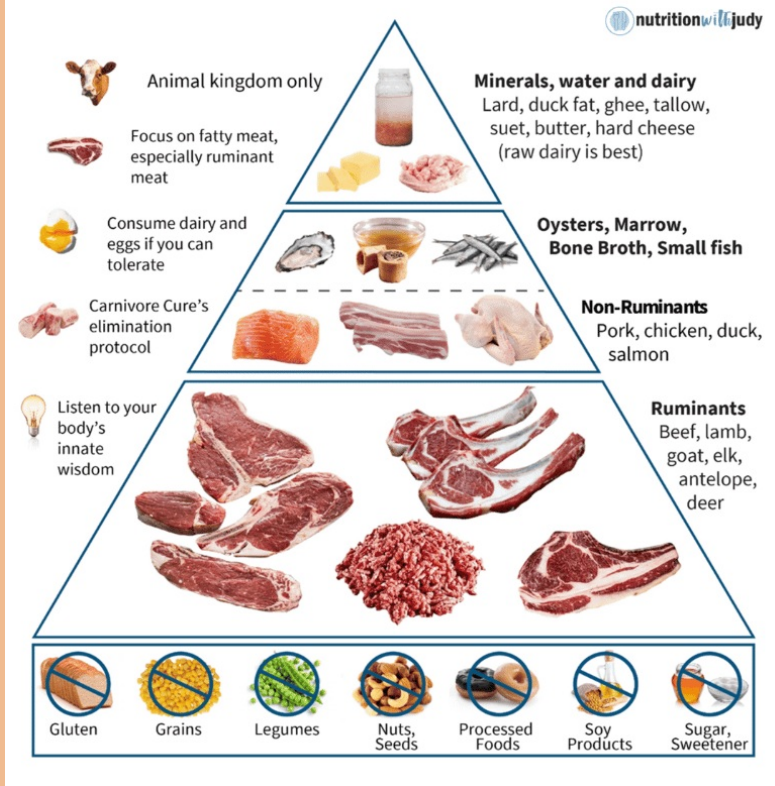 nutritionwithjudy
Animal kingdom only
Focus on fatty meat,
especially ruminant
meat
Consume dairy and
eggs if you can
tolerate
Carnivore Cure's
elimination
protocol
Listen to your
body's
innate
wisdom
Minerals, water and dairy
Lard, duck fat, ghee, tallow,
suet, butter, hard cheese
(raw dairy is best)
Oysters, Marrow,
Bone Broth, Small fish
Non-Ruminants
Pork, chicken, duck,
salmon
Ruminants
Beef, lamb,
goat, elk,
antelope,
deer
Gluten
Grains
Legumes
Nuts,
Seeds
Processed
Foods
Soy
Products
Sugar,
Sweetener